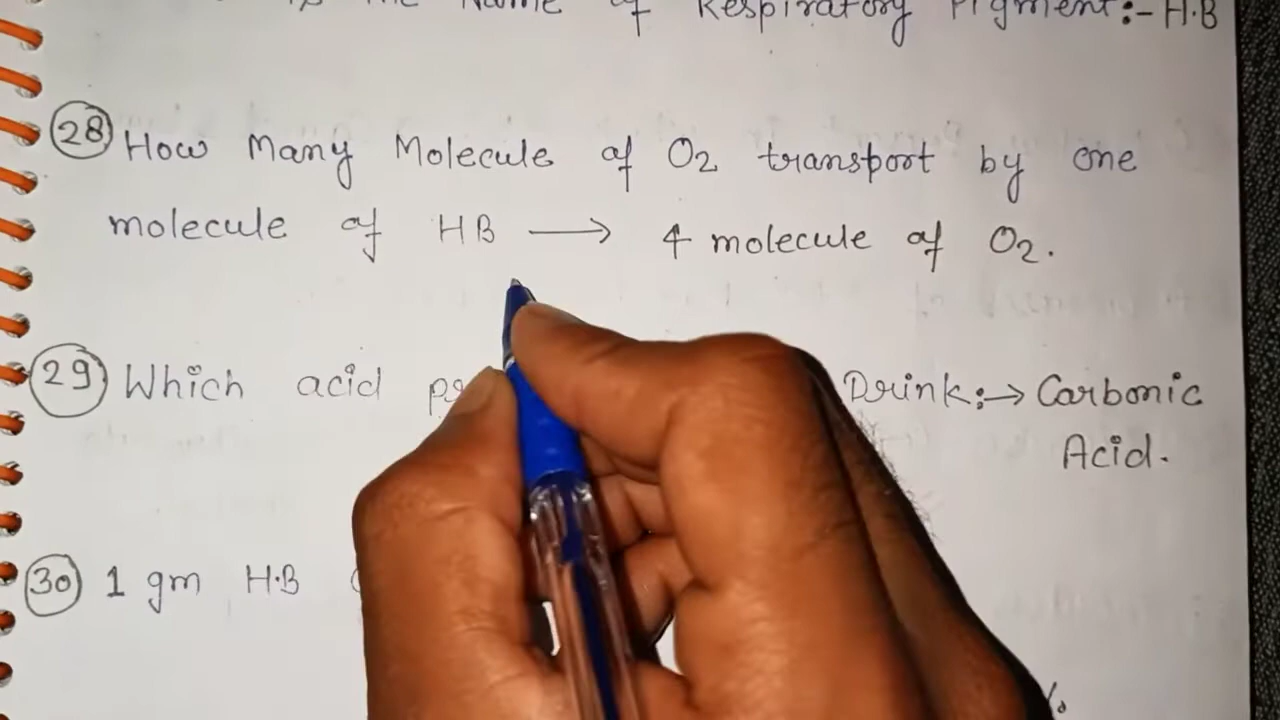 the Name of Respiratory Pigment:- H.B
28 How Many Molecule of O2 transport by one
molecule of HB → 4 molecule of O2.
29 Which acid Drink:→ Carbonic
Acid.
30 1 gm H.B